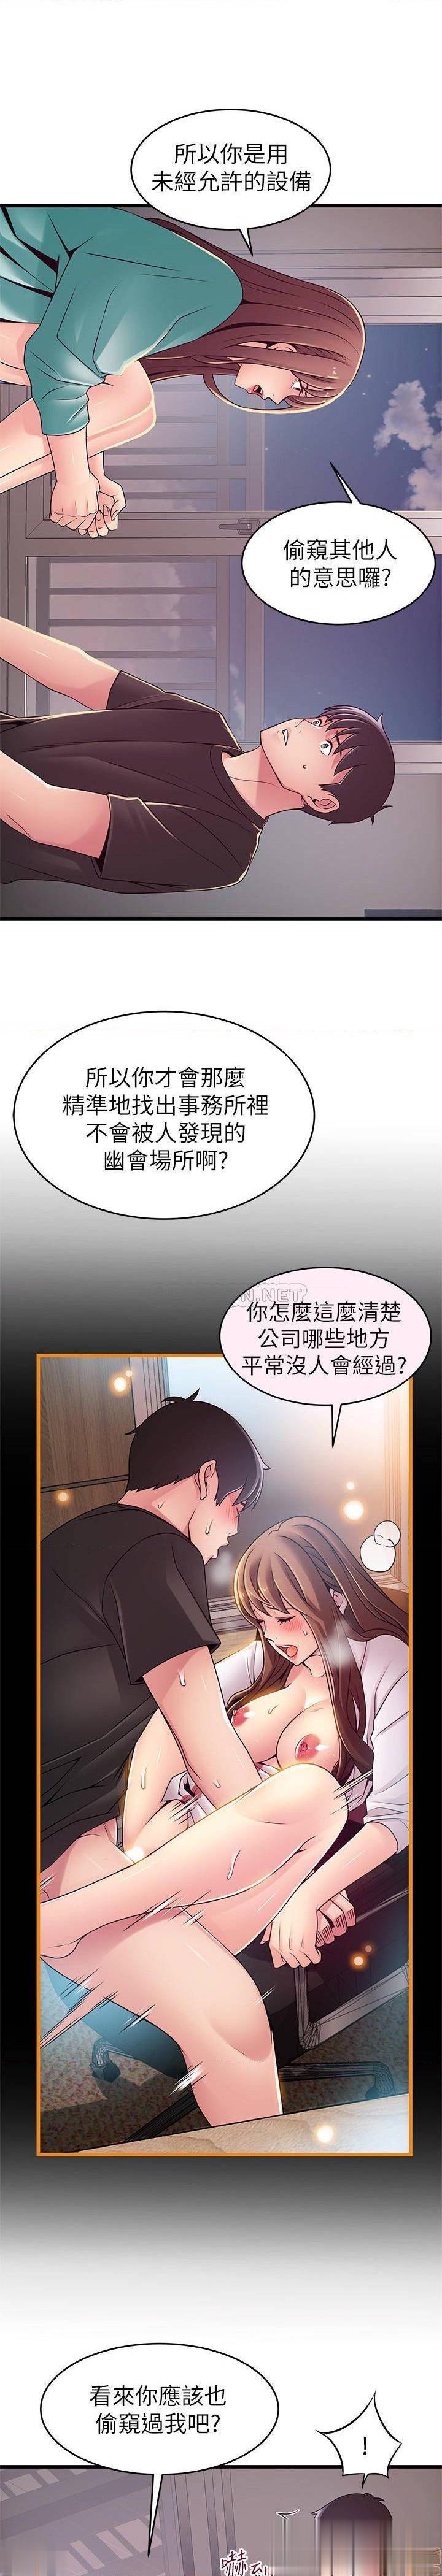 所以你是用
未經允許的設備
偷窺其他人
的意思囉?
所以你才會那麼
精準地找出事務所裡
不會被人發現的
幽會場所啊?
你怎麼這麼清楚
公司哪些地方
平常沒人會經過?
看來你應該也
偷窺過我吧?
!
嚇